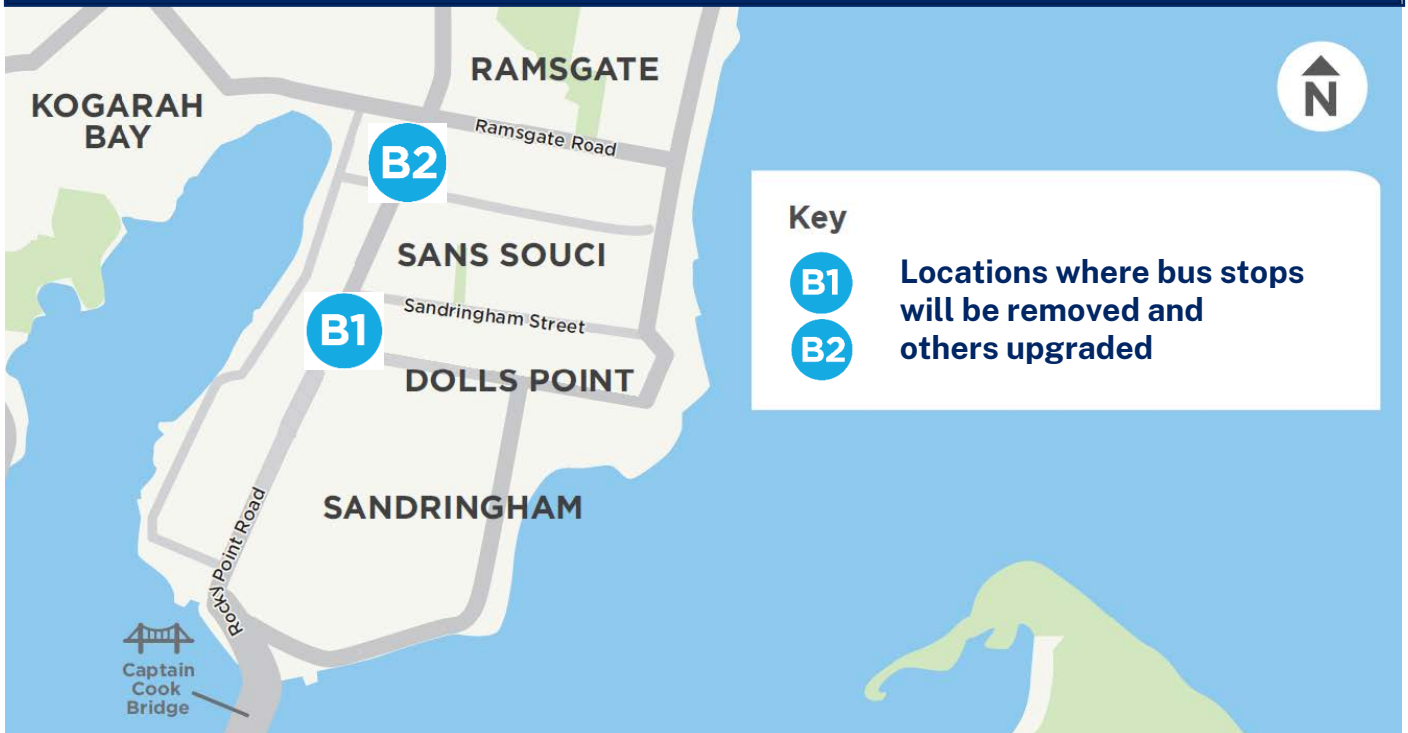 RAMSGATE
N
KOGARAH
BAY
Ramsgate Road
B2
Key
SANS SOUCI
B1
Locations where bus stops
will be removed and
B2
others upgraded
Sandringham Street
B1
DOLLS POINT
SANDRINGHAM
Rocky Point Road
Captain
Cook
Bridge